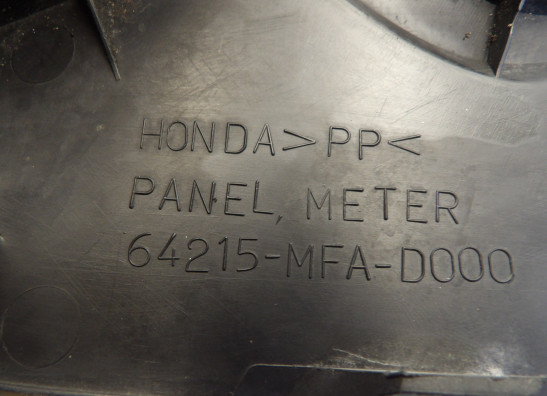 HONDA>PP<
PANEL, METER
64215-MFA-D000